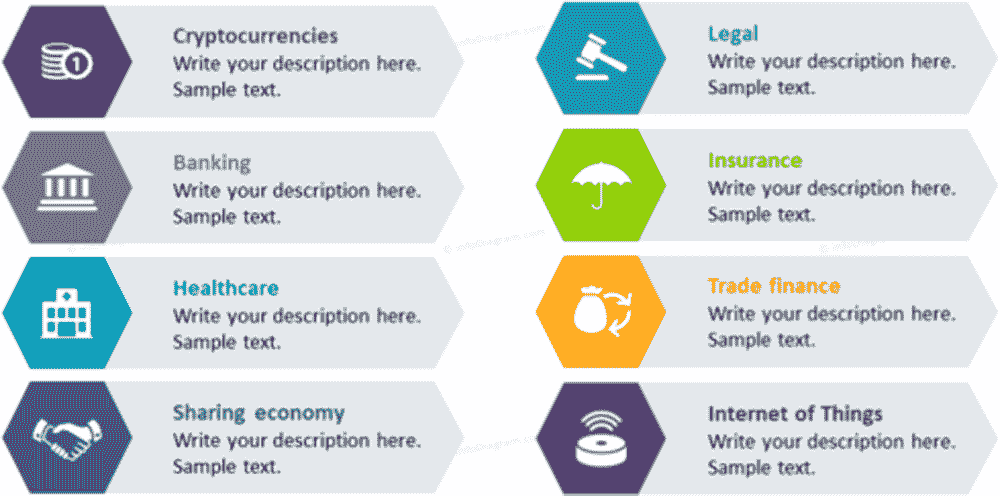 Cryptocurrencies
Write your description here.
Sample text.
Banking
Write your description here.
Sample text.
Healthcare
Write your description here.
Sample text.
Sharing economy
Write your description here.
Sample text.
Legal
Write your description here.
Sample text.
Insurance
Write your description here.
Sample text.
Trade finance
Write your description here.
Sample text.
Internet of Things
Write your description here.
Sample text.
1
© infoDiagram.com